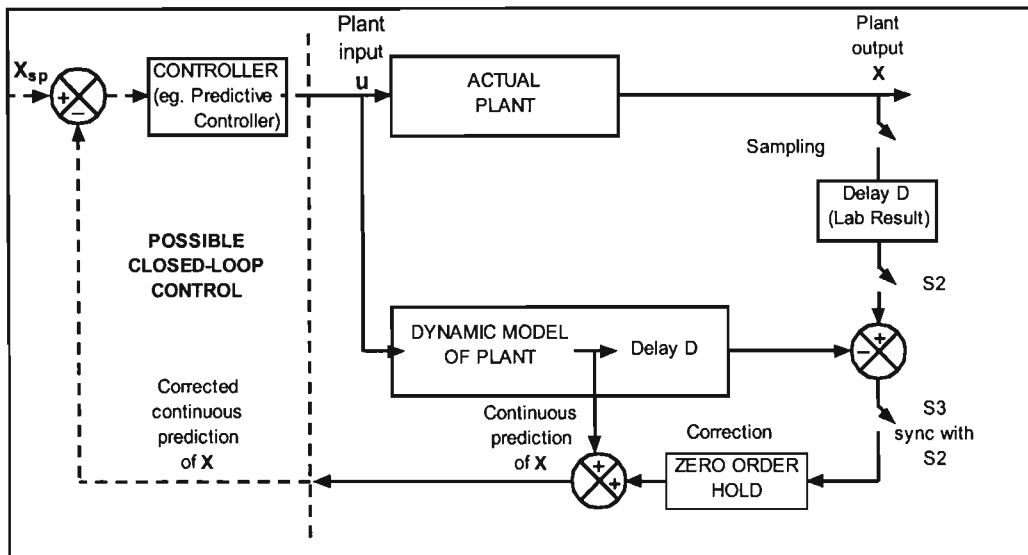 Plant
input
u
Plant
output
X
Xsp
+
−
CONTROLLER
(eg. Predictive
Controller)
ACTUAL
PLANT
Sampling
Delay D
(Lab Result)
POSSIBLE
CLOSED-LOOP
CONTROL
S2
DYNAMIC MODEL
OF PLANT
Delay D
+
−
Corrected
continuous
prediction
of X
Continuous
prediction
of X
Correction
S3
sync with
S2
+
+
ZERO ORDER
HOLD